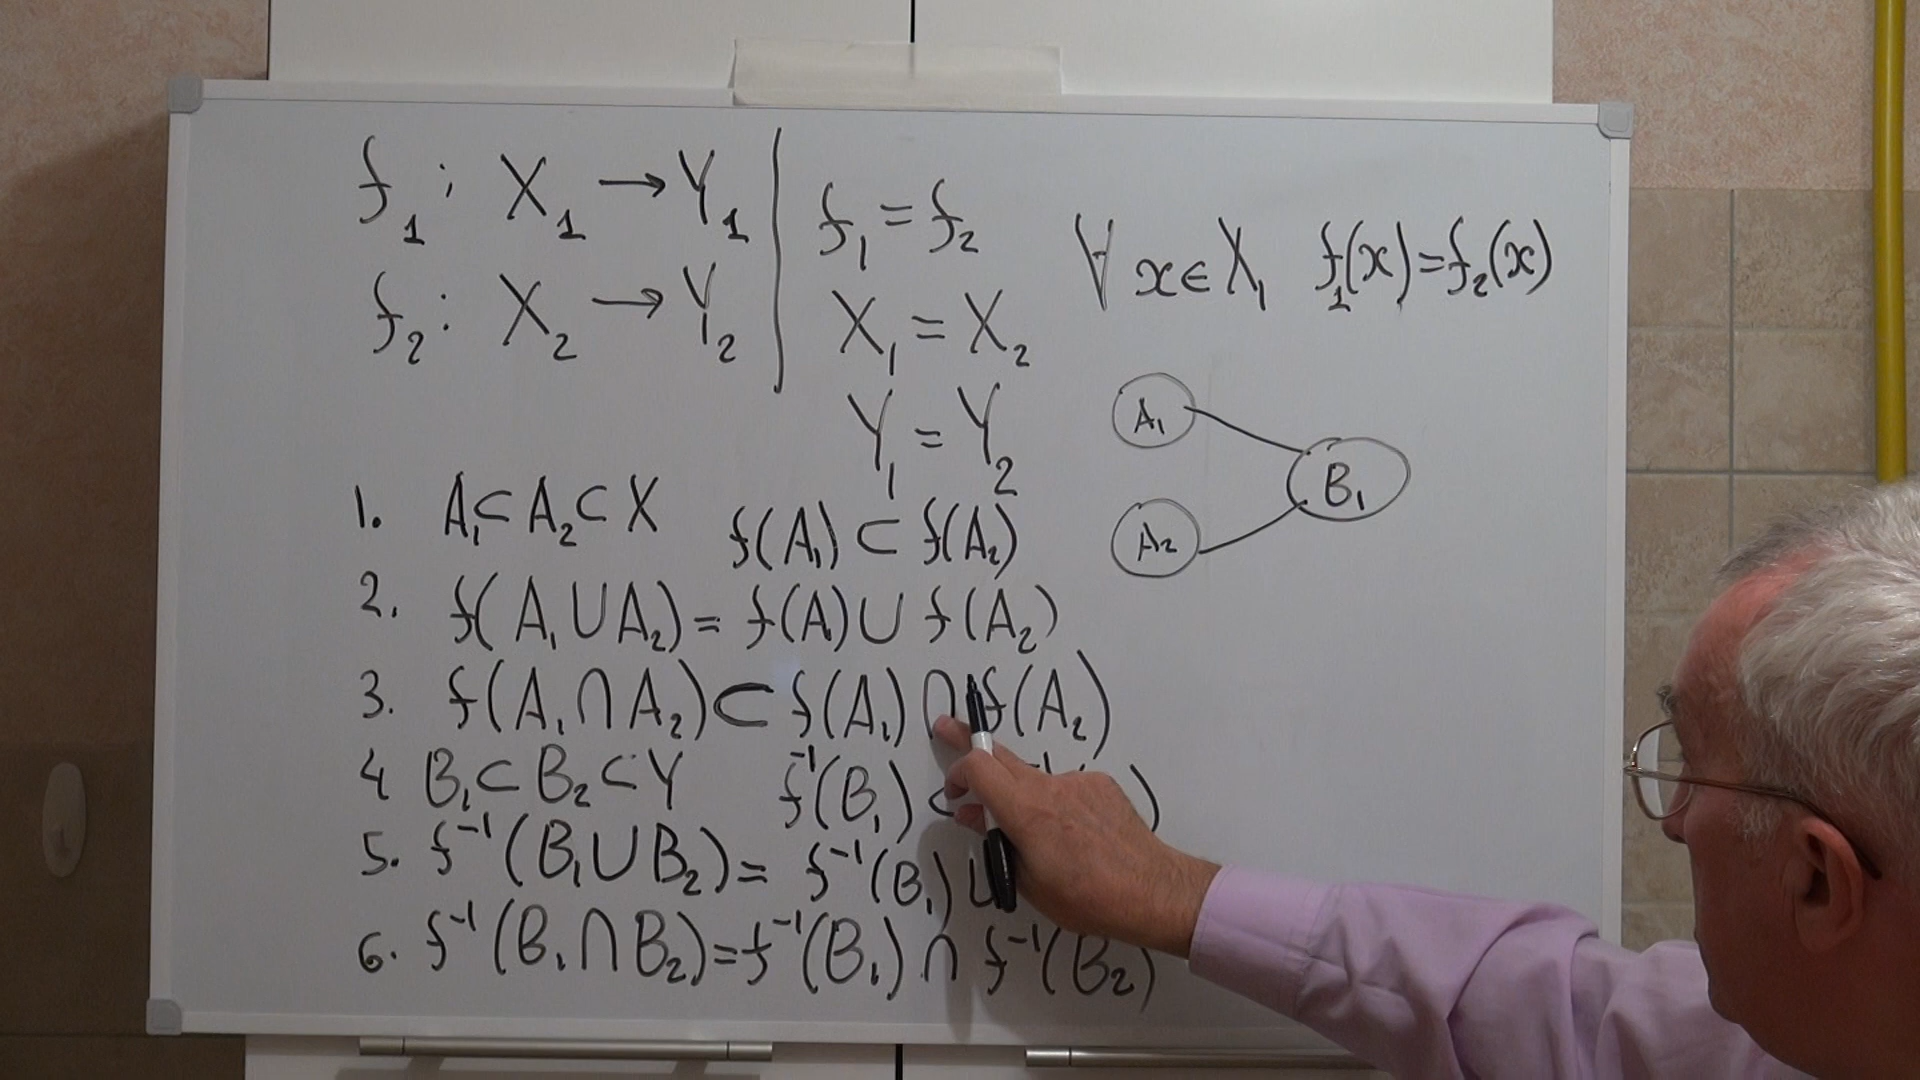 f₁: X₁ → Y₁
f₂: X₂ → Y₂
f₁ = f₂
X₁ = X₂
Y₁ = Y₂
∀ x ∈ X₁ f₁(x) = f₂(x)
A₁
A₂
B₁
1. A₁ ⊂ A₂ ⊂ X f(A₁) ⊂ f(A₂)
2. f(A₁ ∪ A₂) = f(A₁) ∪ f(A₂)
3. f(A₁ ∩ A₂) ⊂ f(A₁) ∩ f(A₂)
4 B₁ ⊂ B₂ ⊂ Y f⁻¹(B₁)
5. f⁻¹(B₁ ∪ B₂) = f⁻¹(B₁) ∪
6. f⁻¹(B₁ ∩ B₂) = f⁻¹(B₁) ∩ f⁻¹(B₂)